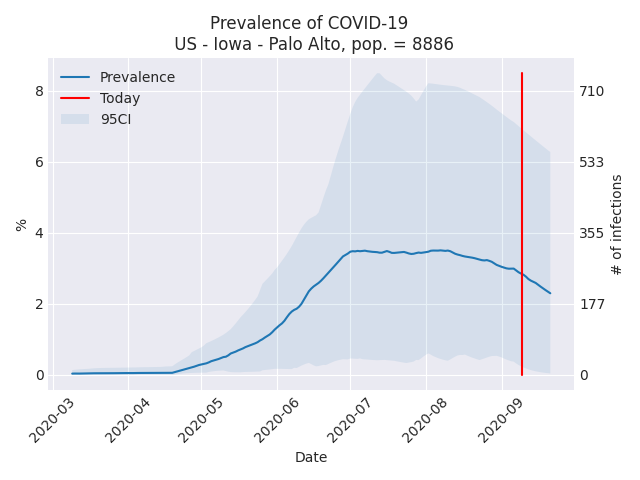 Prevalence of COVID-19
US - Iowa - Palo Alto, pop. = 8886
Prevalence
Today
95CI
8
6
4
2
0
%
710
533
355
177
0
# of infections
2020-03
2020-04
2020-05
2020-06
2020-07
2020-08
2020-09
Date